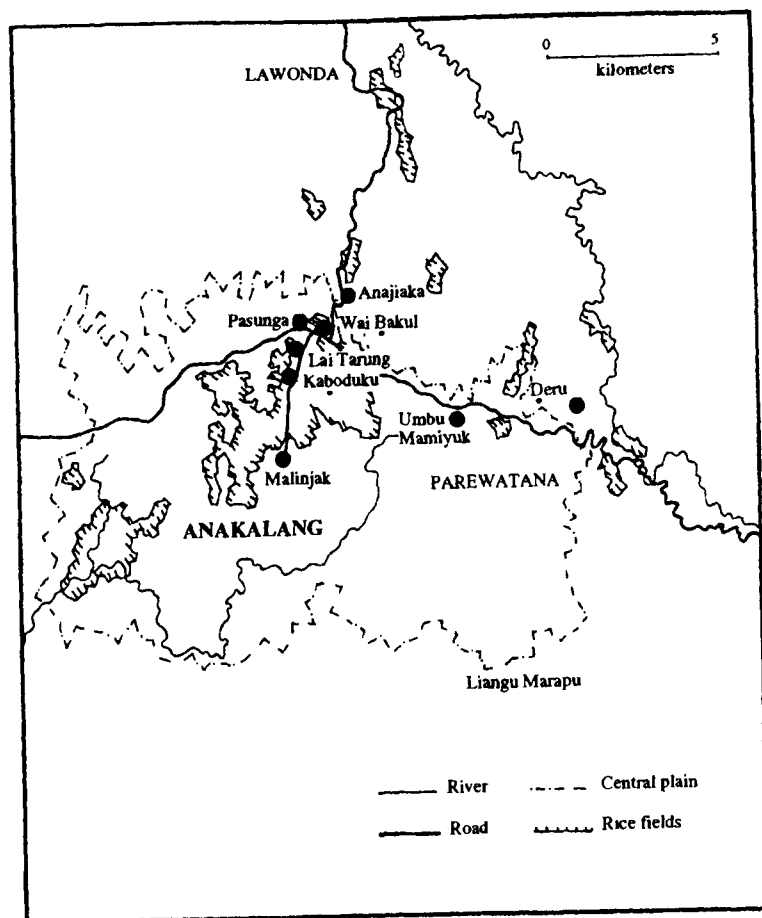 LAWONDA
0 5
kilometers
Anajiaka
Pasunga
Wai Bakul
Lai Tarung
Kaboduku
Deru
Umbu
Mamiyuk
Malinjak
PAREWATANA
ANAKALANG
Liangu Marapu
River
Central plain
Road
Rice fields